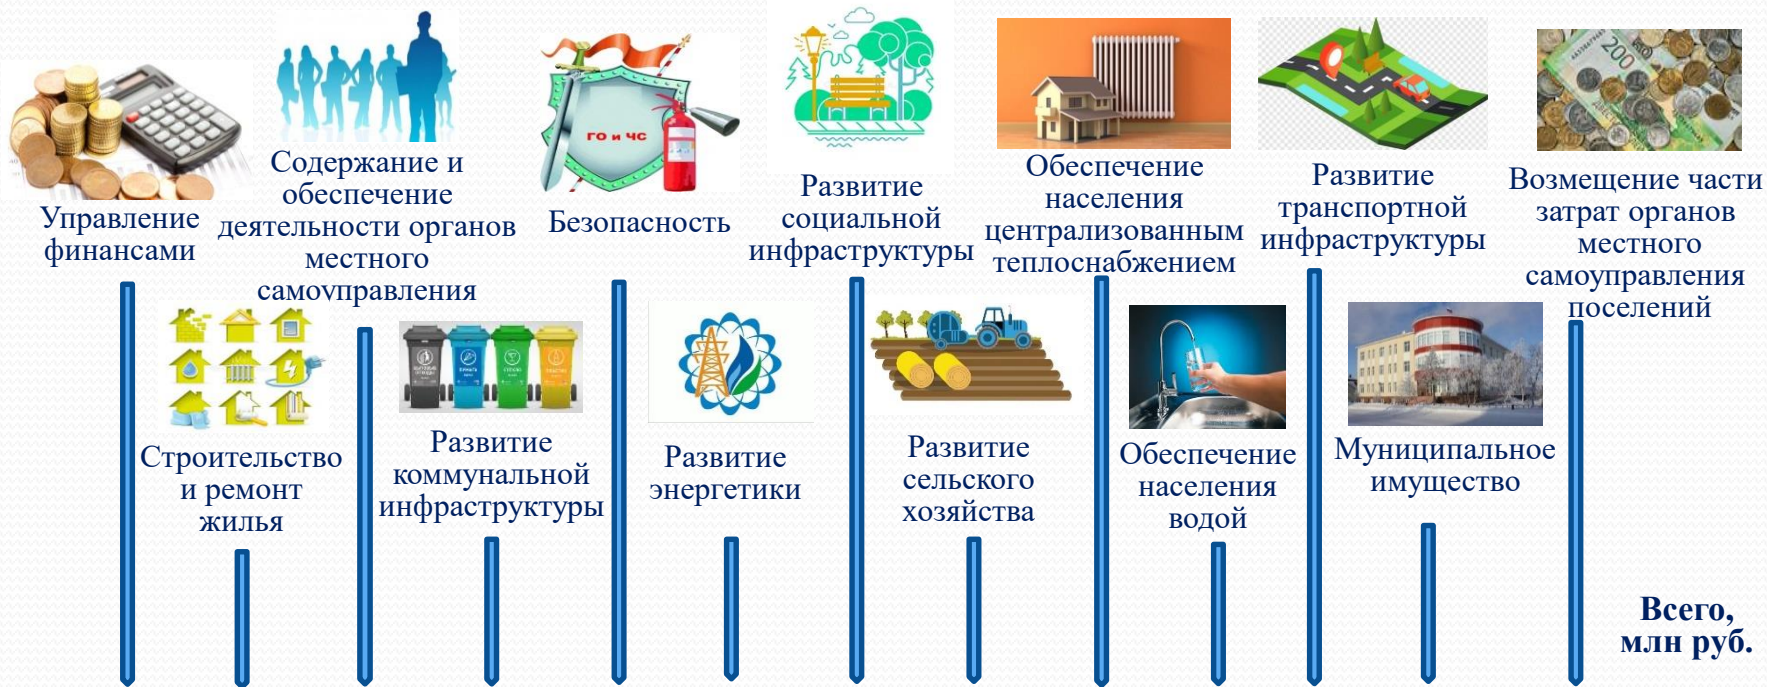 Управление
финансами
Содержание и
обеспечение
деятельности органов
местного
самоуправления
ГО и ЧС
Безопасность
Развитие
социальной
инфраструктуры
Обеспечение
населения
централизованным
теплоснабжением
Развитие
транспортной
инфраструктуры
200
Возмещение части
затрат органов
местного
самоуправления
поселений
Строительство
и ремонт
жилья
Развитие
коммунальной
инфраструктуры
Развитие
энергетики
Развитие
сельского
хозяйства
Обеспечение
населения
водой
Муниципальное
имущество
Всего,
млн руб.